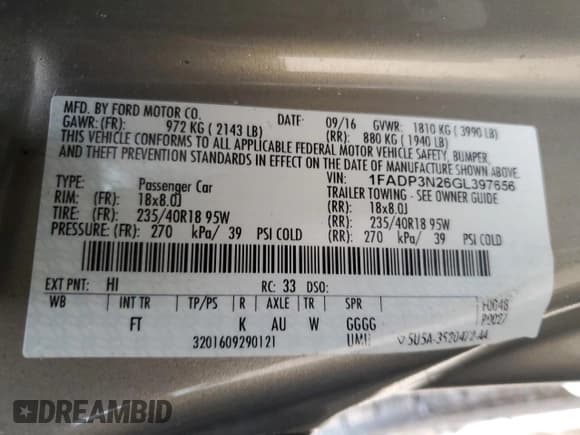 MFD. BY FORD MOTOR CO. DATE: 09/16 GVWR: 1810 KG ( 3990 LB)
GAWR: (FR): 972 KG ( 2143 LB) (RR): 880 KG ( 1940 LB)
THIS VEHICLE CONFORMS TO ALL APPLICABLE FEDERAL MOTOR VEHICLE SAFETY, BUMPER,
AND THEFT PREVENTION STANDARDS IN EFFECT ON THE DATE OF MANUFACTURE SHOWN ABOVE.
VIN: 1FADP3N26GL397656
TYPE: Passenger Car TRAILER TOWING - SEE OWNER GUIDE
RIM: (FR): 18x8.0J (RR): 18x8.0J
TIRE: (FR): 235/40R18 95W (RR): 235/40R18 95W
PRESSURE: (FR): 270 kPa/ 39 PSI COLD (RR): 270 kPa/ 39 PSI COLD
EXT PNT: HI RC: 33 DSO:
WB INT TR TP/PS R AXLE TR SPR
FT K AU W GGGG
3201609290121
DREAMBID